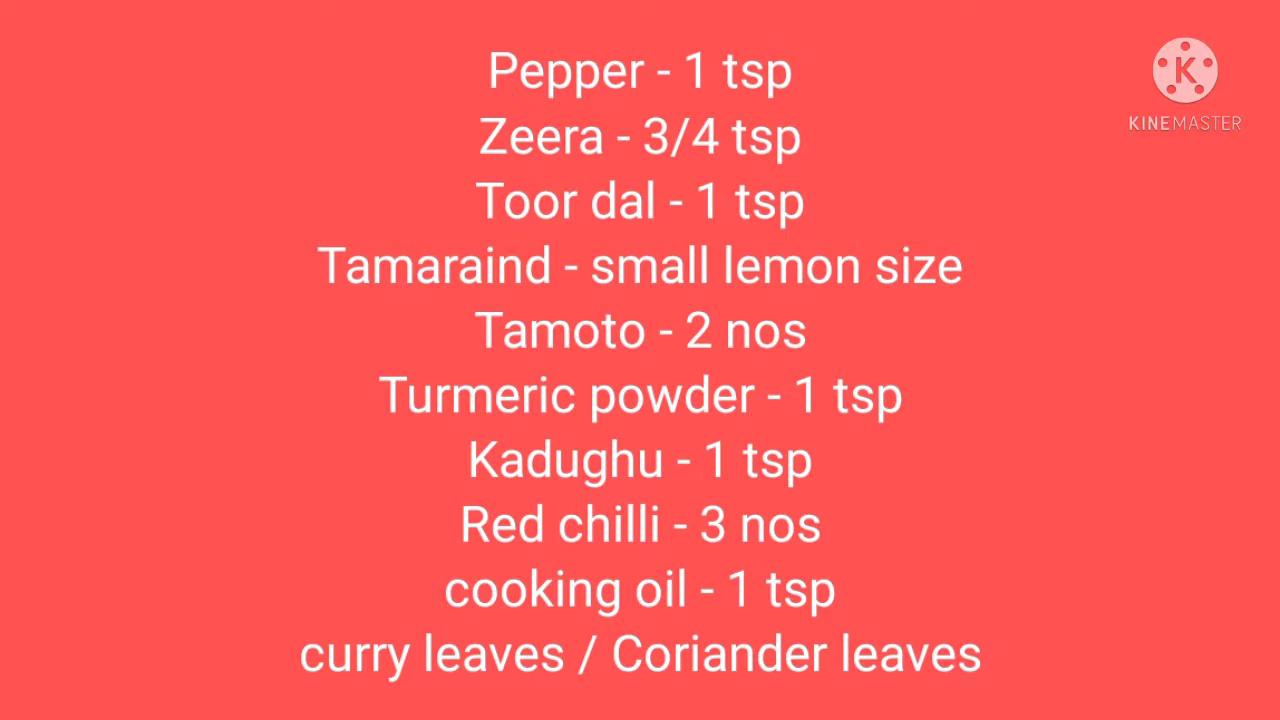 Pepper - 1 tsp
Zeera - 3/4 tsp
Toor dal - 1 tsp
Tamaraind - small lemon size
Tamoto - 2 nos
Turmeric powder - 1 tsp
Kadughu - 1 tsp
Red chilli - 3 nos
cooking oil - 1 tsp
curry leaves / Coriander leaves
K
KINEMASTER